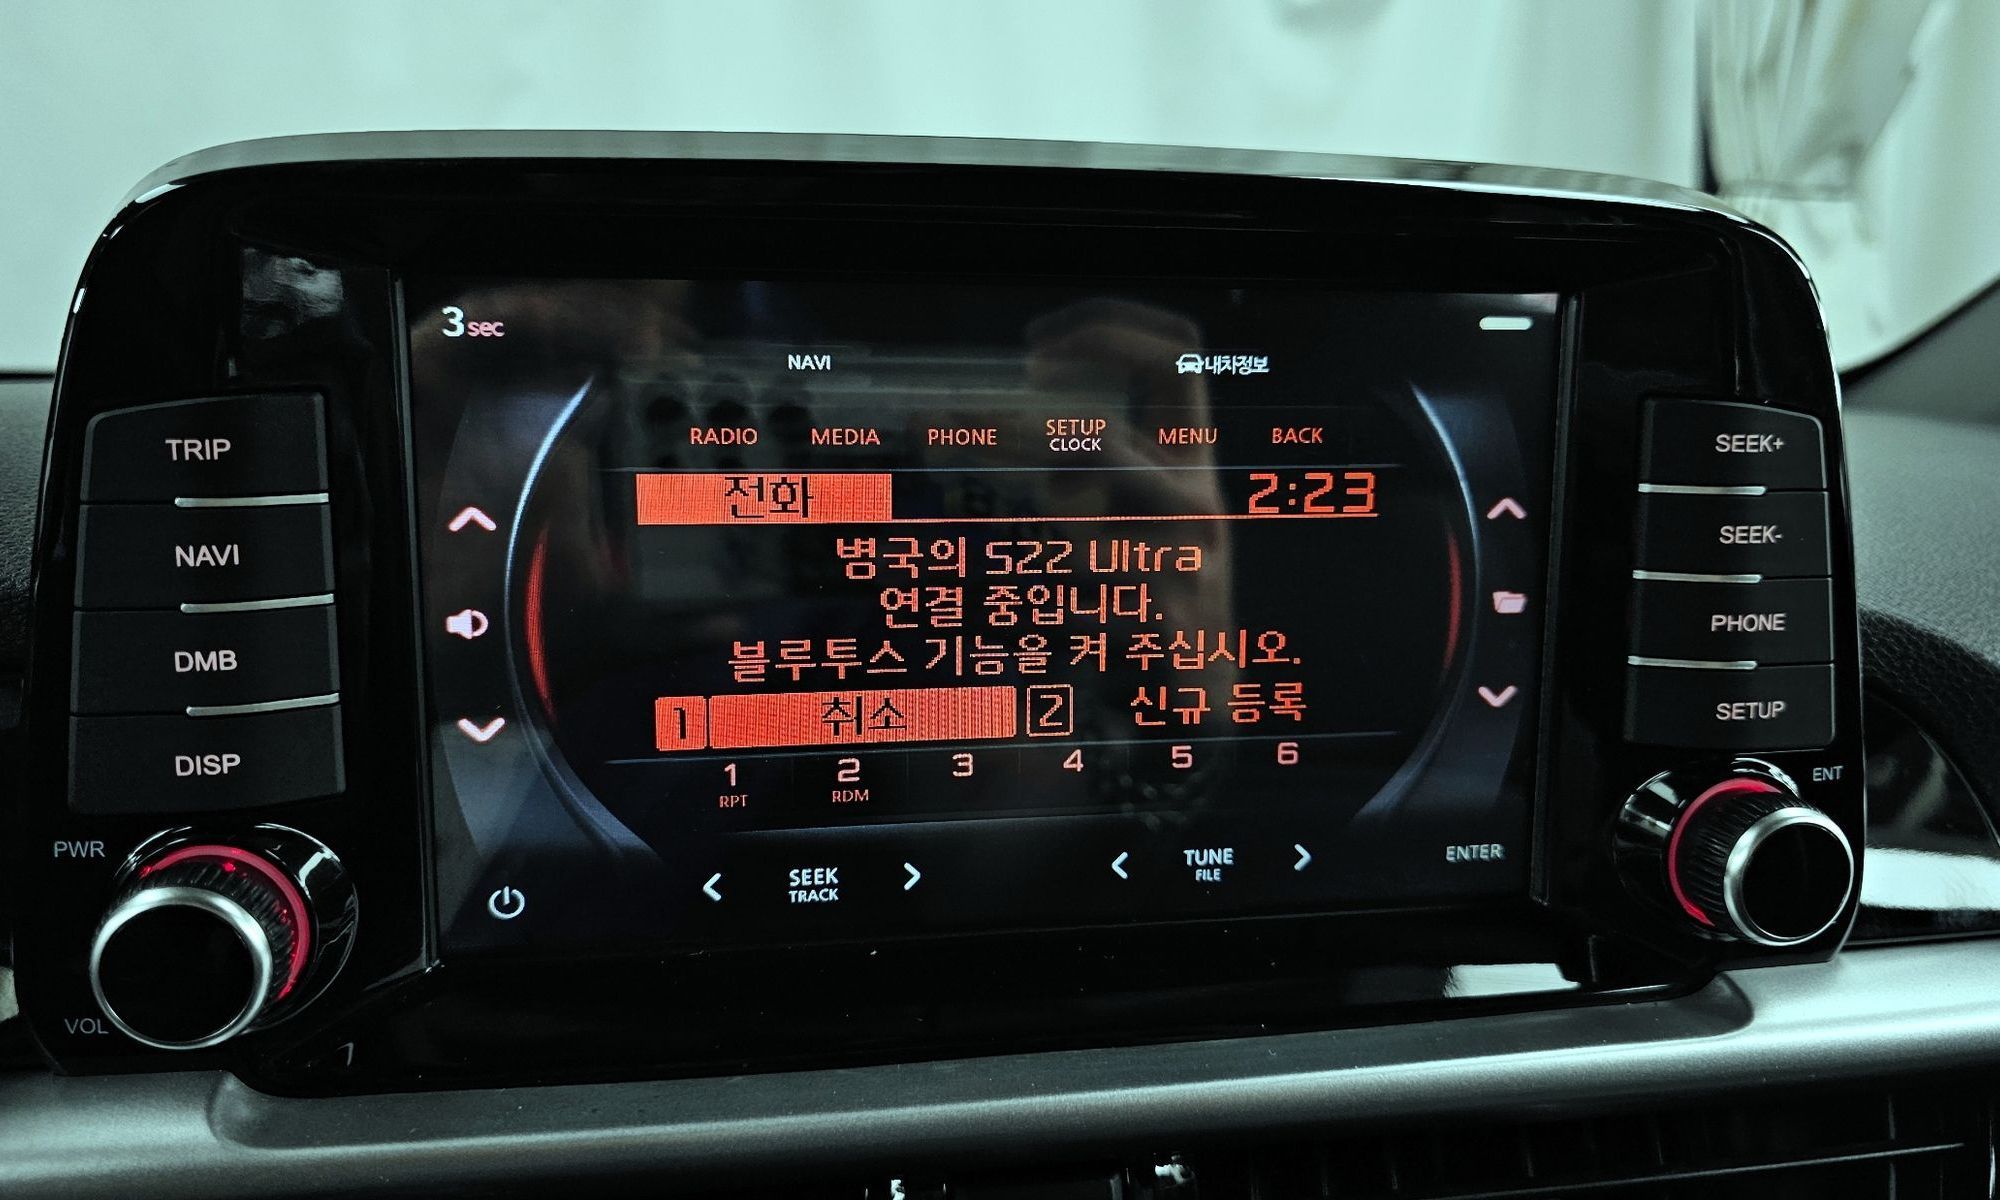 3sec
NAVI
내차정보
RADIO MEDIA PHONE SETUP CLOCK MENU BACK
전화 2:23
병국의 S22 Ultra
연결 중입니다.
블루투스 기능을 켜 주십시오.
1 취소 2 신규 등록
1 2 3 4 5 6
RPT RDM
SEEK TRACK
TUNE FILE
ENTER
TRIP
NAVI
DMB
DISP
PWR
VOL
SEEK+
SEEK-
PHONE
SETUP
ENT